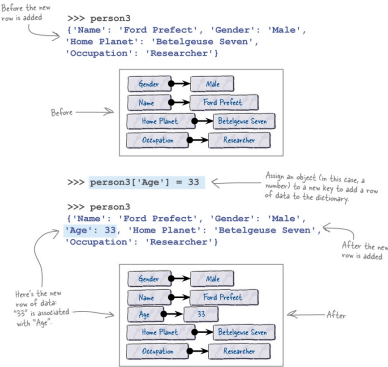 Before the new
row is added
>>> person3
{'Name': 'Ford Prefect', 'Gender': 'Male',
'Home Planet': 'Betelgeuse Seven',
'Occupation': 'Researcher'}
Before
Gender Male
Name Ford Prefect
Home Planet Betelgeuse Seven
Occupation Researcher
>>> person3['Age'] = 33
Assign an object (in this case, a
number) to a new key to add a row
of data to the dictionary.
>>> person3
{'Name': 'Ford Prefect', 'Gender': 'Male',
'Age': 33, 'Home Planet': 'Betelgeuse Seven',
'Occupation': 'Researcher'}
After the new
row is added
Here's the new
row of data:
"33" is associated
with "Age".
Gender Male
Name Ford Prefect
Age 33
Home Planet Betelgeuse Seven
Occupation Researcher
After